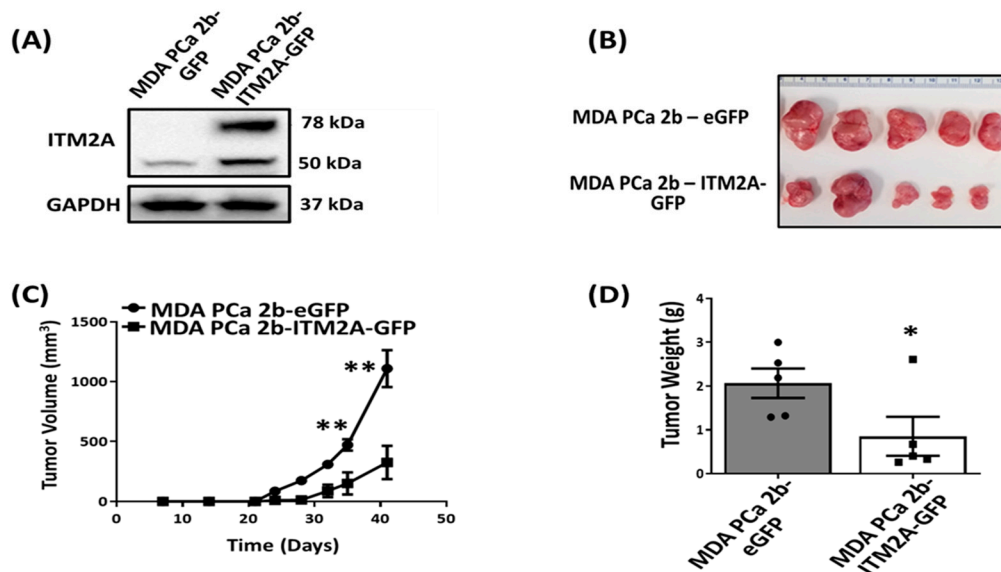 (A)
MDA PCa 2b-
GFP
MDA PCa 2b-
ITM2A-GFP
ITM2A
78 kDa
50 kDa
GAPDH
37 kDa
(B)
MDA PCa 2b – eGFP
MDA PCa 2b – ITM2A-
GFP
(C)
MDA PCa 2b-eGFP
MDA PCa 2b-ITM2A-GFP
Tumor Volume (mm³)
1500
1000
500
0
**
**
0 10 20 30 40 50
Time (Days)
(D)
Tumor Weight (g)
4
3
2
1
0
*
MDA PCa 2b-
eGFP
MDA PCa 2b-
ITM2A-GFP